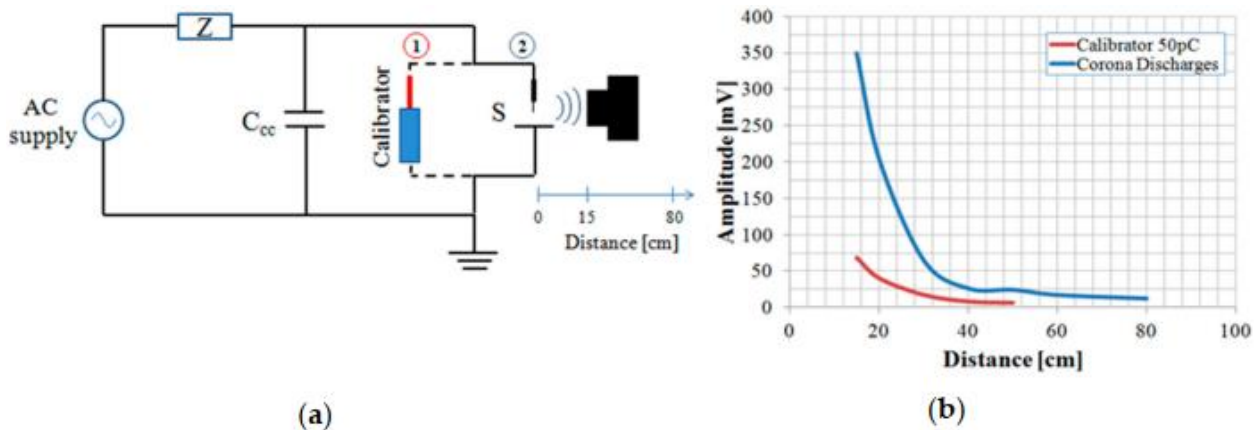 Z
AC
supply
C_cc
1
Calibrator
2
S
0 15 80
Distance [cm]
(a)
Amplitude [mV]
400
350
300
250
200
150
100
50
0
Calibrator 50pC
Corona Discharges
0 20 40 60 80 100
Distance [cm]
(b)